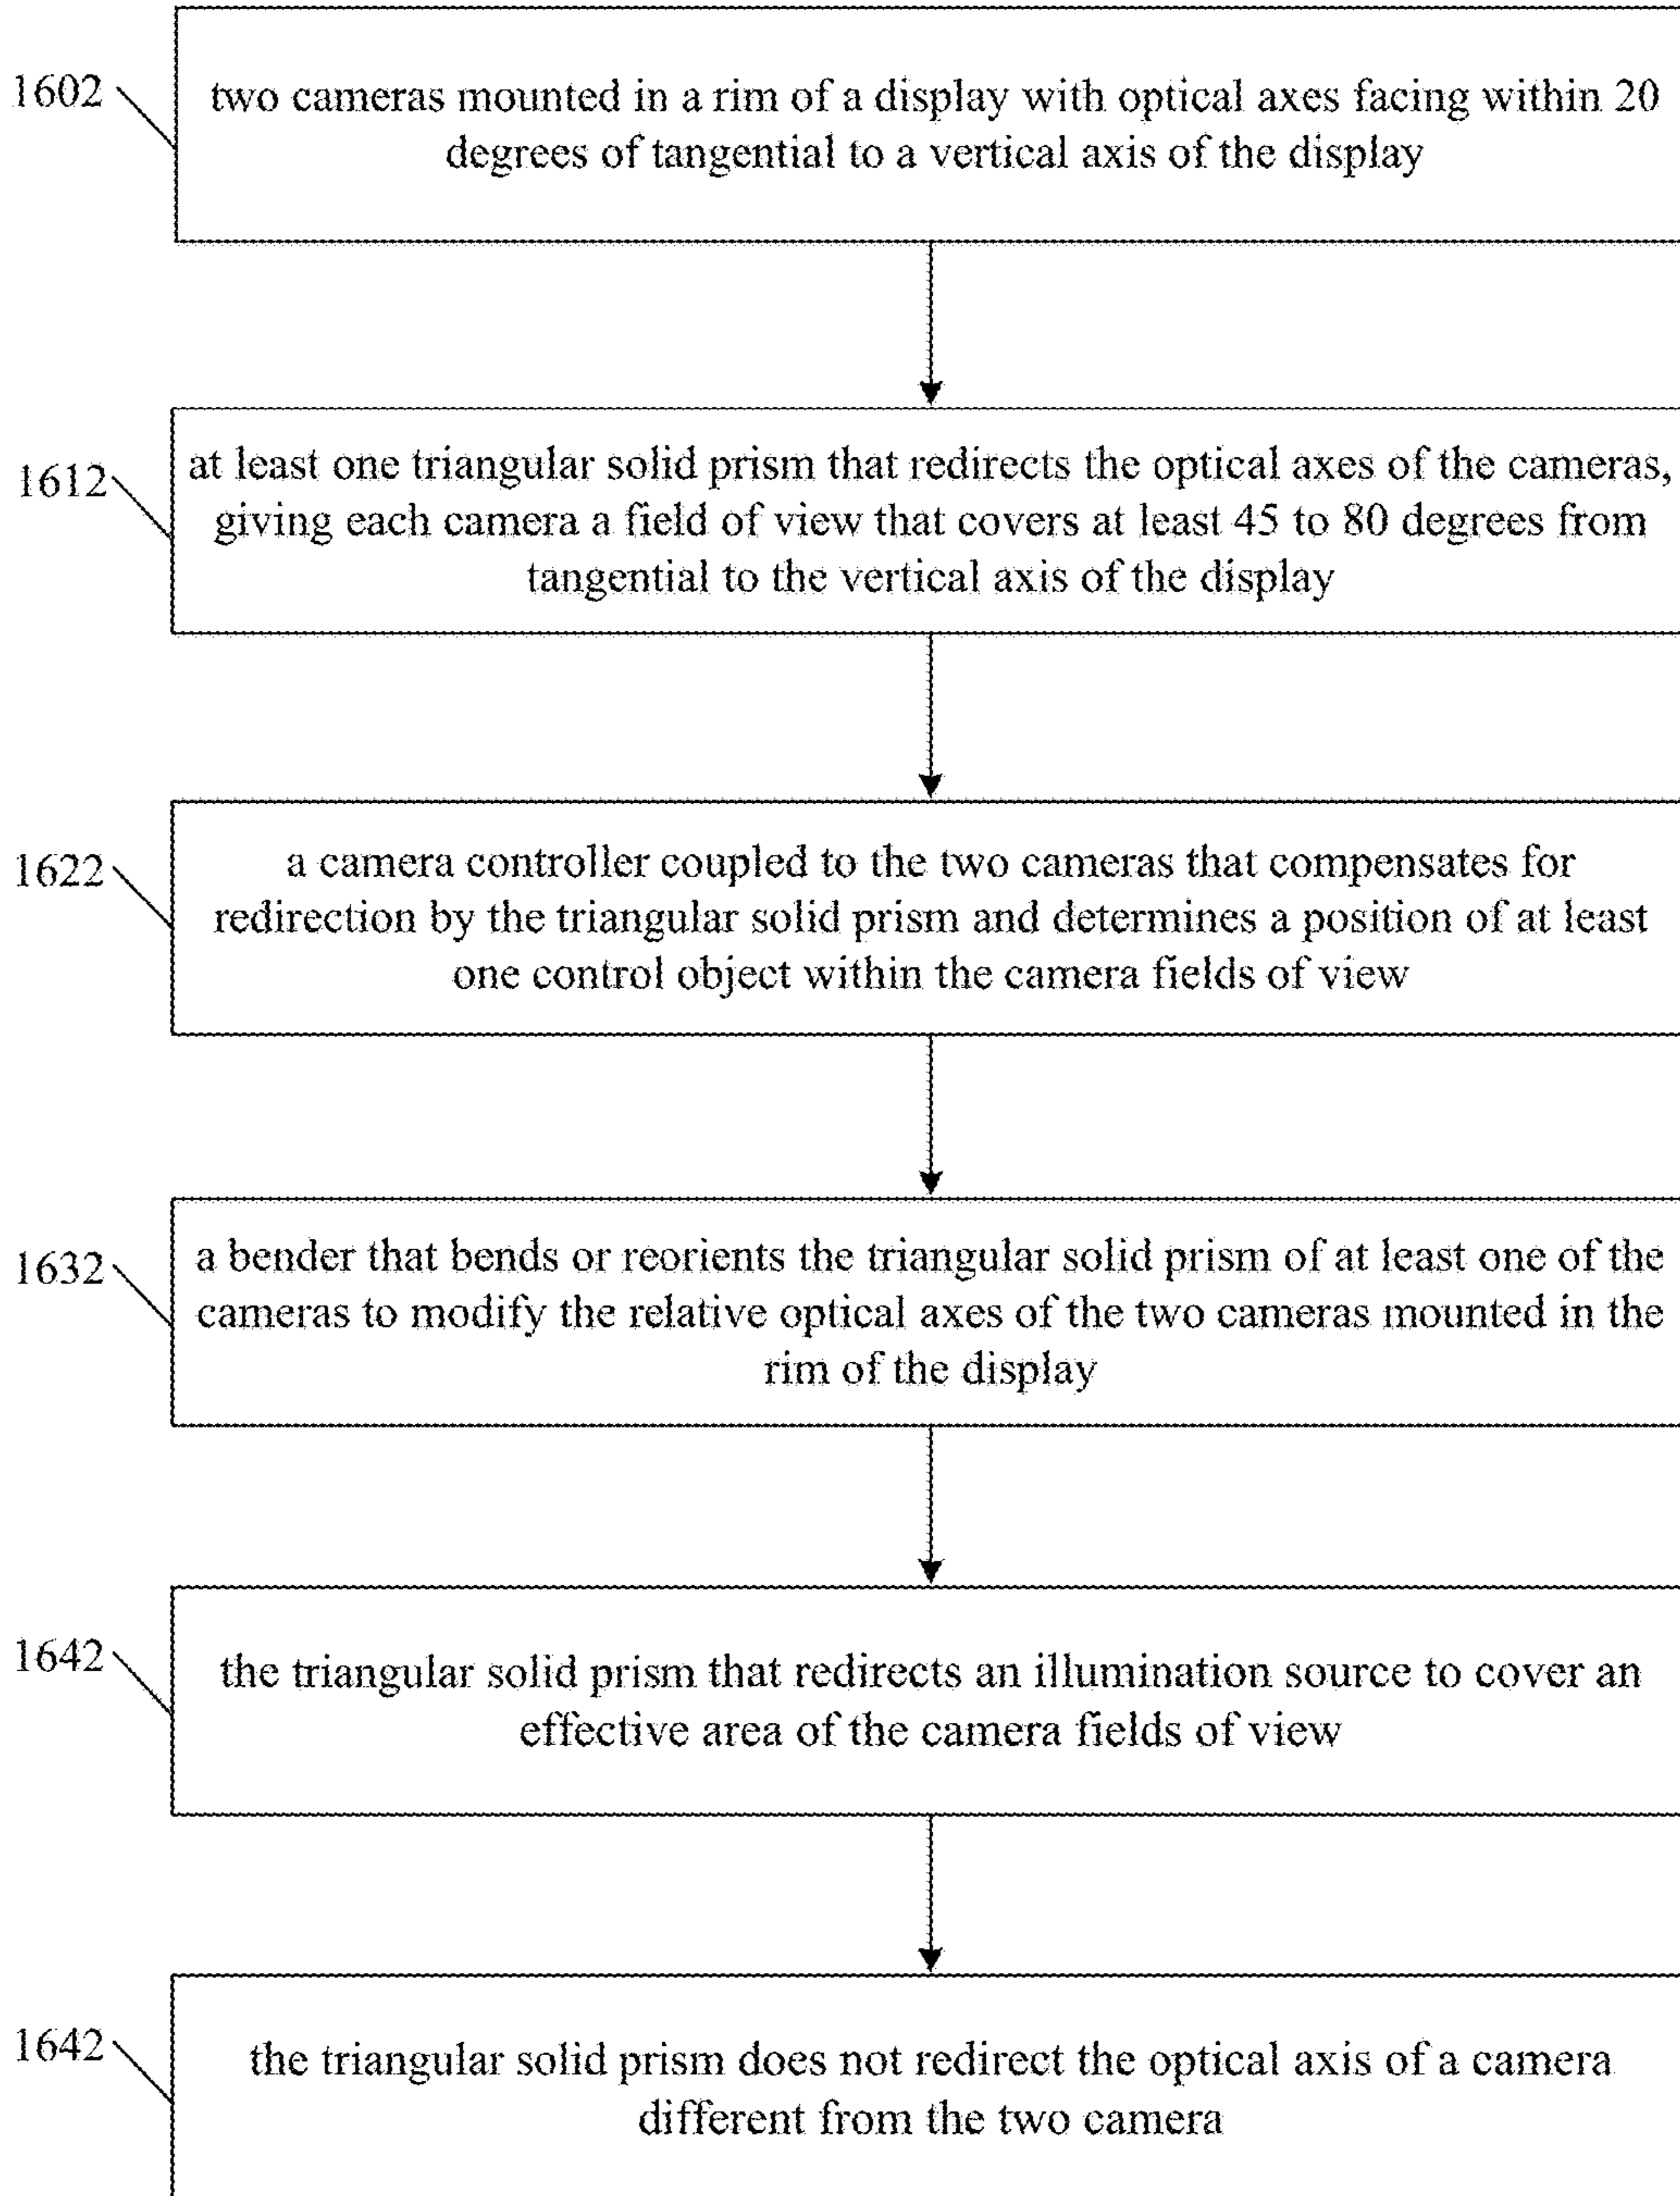 1602
two cameras mounted in a rim of a display with optical axes facing within 20
degrees of tangential to a vertical axis of the display
1612
at least one triangular solid prism that redirects the optical axes of the cameras,
giving each camera a field of view that covers at least 45 to 80 degrees from
tangential to the vertical axis of the display
1622
a camera controller coupled to the two cameras that compensates for
redirection by the triangular solid prism and determines a position of at least
one control object within the camera fields of view
1632
a bender that bends or reorients the triangular solid prism of at least one of the
cameras to modify the relative optical axes of the two cameras mounted in the
rim of the display
1642
the triangular solid prism that redirects an illumination source to cover an
effective area of the camera fields of view
1642
the triangular solid prism does not redirect the optical axis of a camera
different from the two camera